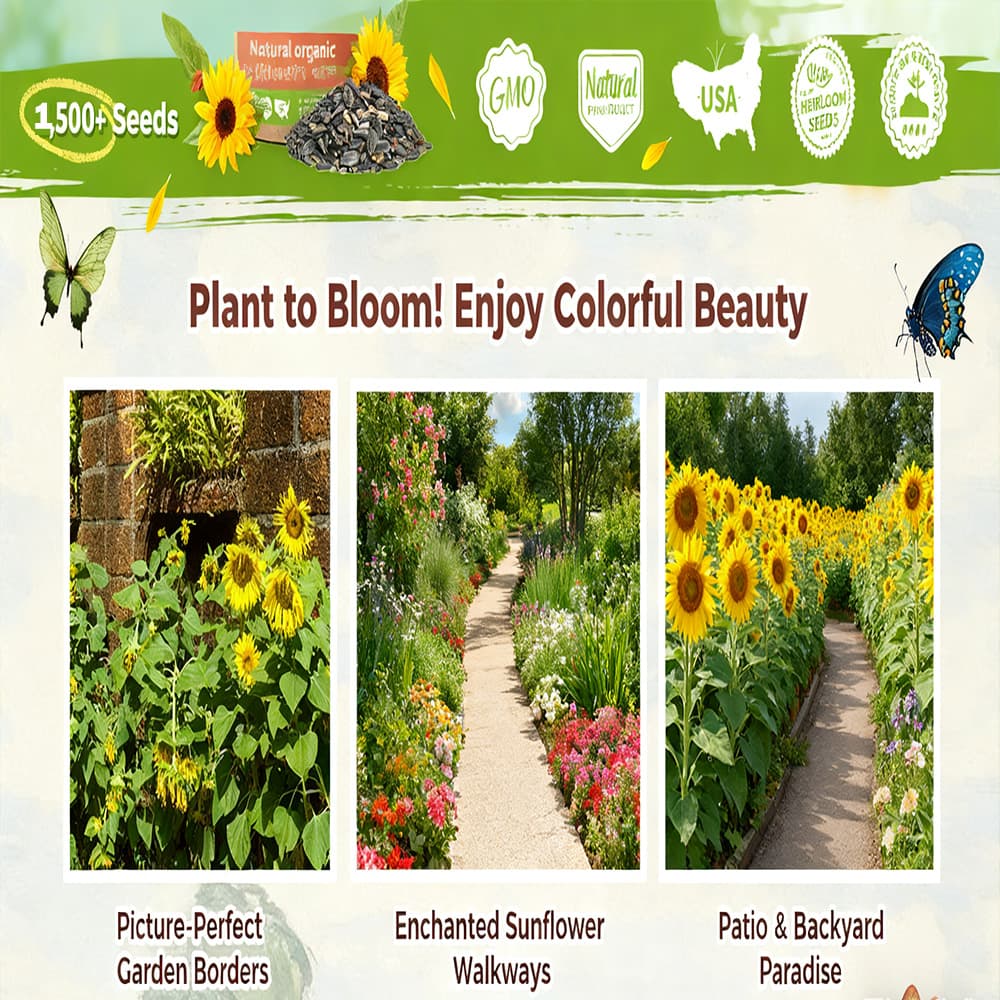 Natural organic
1,500+ Seeds
GMO
Natural
PRODUCT
USA
HEIRLOOM
SEEDS
Plant to Bloom! Enjoy Colorful Beauty
Picture-Perfect
Garden Borders
Enchanted Sunflower
Walkways
Patio & Backyard
Paradise